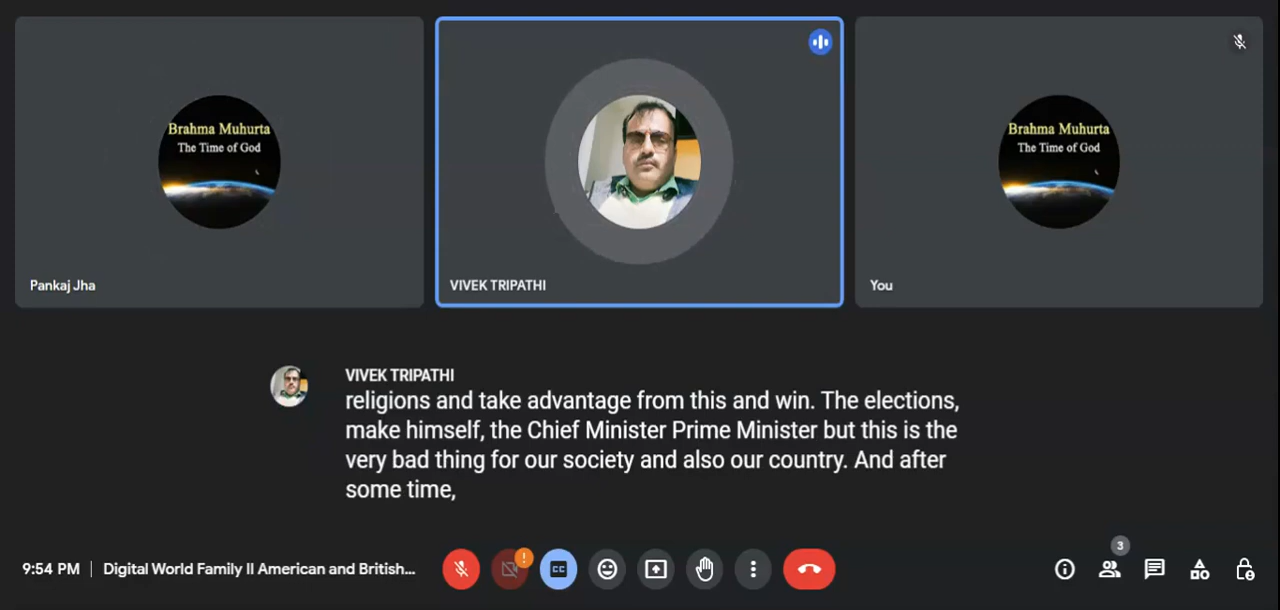 Brahma Muhurta
The Time of God
Pankaj Jha
VIVEK TRIPATHI
Brahma Muhurta
The Time of God
You
VIVEK TRIPATHI
religions and take advantage from this and win. The elections,
make himself, the Chief Minister Prime Minister but this is the
very bad thing for our society and also our country. And after
some time,
9:54 PM | Digital World Family II American and British...
CC
3